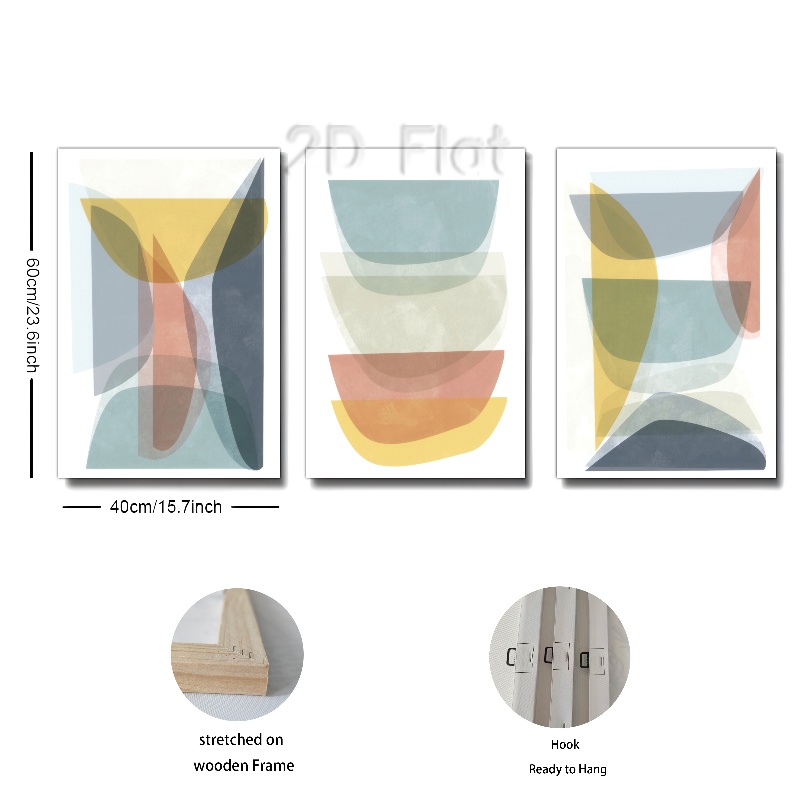 2D Flat
60cm/23.6inch
40cm/15.7inch
stretched on
wooden Frame
Hook
Ready to Hang